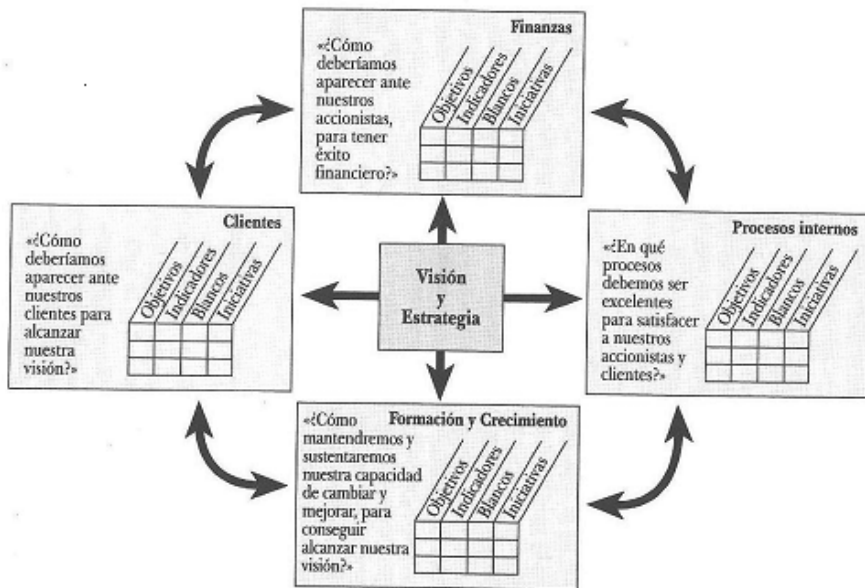 Finanzas
«¿Cómo
deberíamos
aparecer ante
nuestros
accionistas,
para tener
éxito
financiero?»
Objetivos
Indicadores
Blancos
Iniciativas
Clientes
«¿Cómo
deberíamos
aparecer ante
nuestros
clientes para
alcanzar
nuestra
visión?»
Objetivos
Indicadores
Blancos
Iniciativas
Visión
y
Estrategia
Procesos internos
«¿En qué
procesos
debemos ser
excelentes
para satisfacer
a nuestros
accionistas y
clientes?»
Objetivos
Indicadores
Blancos
Iniciativas
Formación y Crecimiento
«¿Cómo
mantendremos y
sustentaremos
nuestra capacidad
de cambiar y
mejorar, para
conseguir
alcanzar nuestra
visión?»
Objetivos
Indicadores
Blancos
Iniciativas